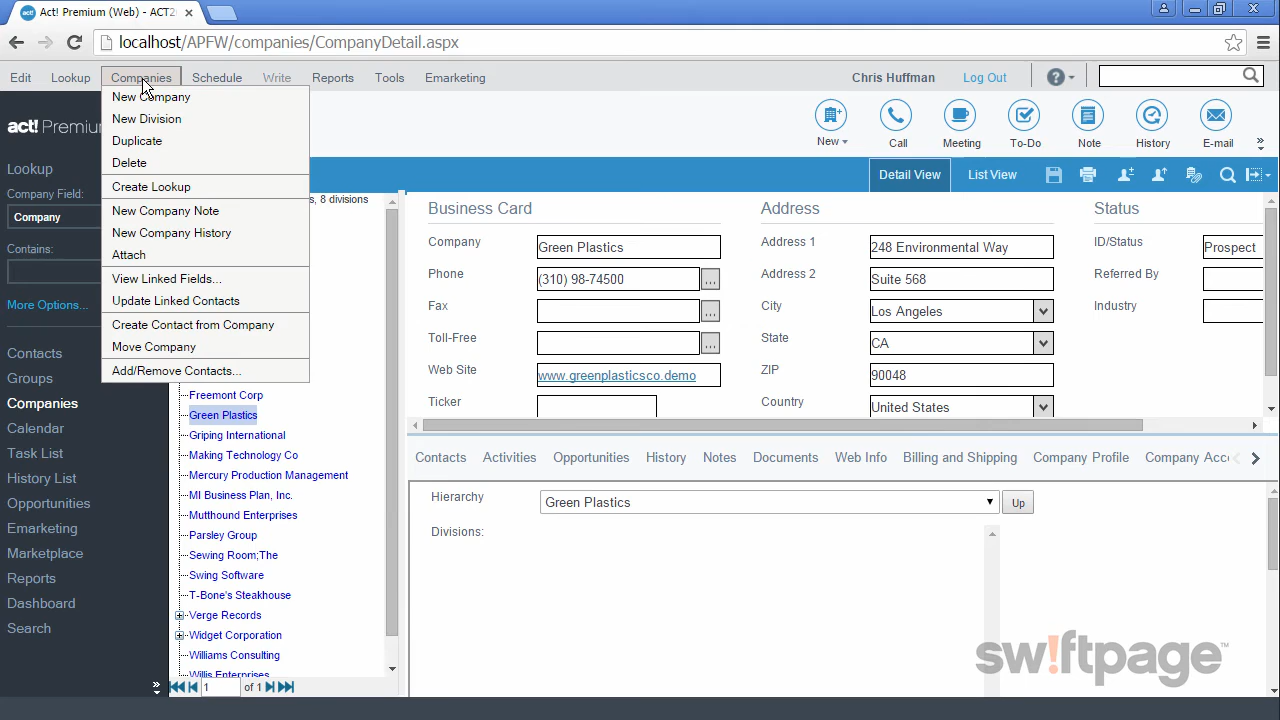 Act! Premium (Web) - ACT2
localhost/APFW/companies/CompanyDetail.aspx
Edit Lookup Companies Schedule Write Reports Tools Emarketing Chris Huffman Log Out
New Company
New Division
Duplicate
Delete
Create Lookup
New Company Note
New Company History
Attach
View Linked Fields...
Update Linked Contacts
Create Contact from Company
Move Company
Add/Remove Contacts...
New Call Meeting To-Do Note History E-mail
act! Premium
Lookup
Company Field:
Company
Contains:
More Options...
Contacts
Groups
Companies
Calendar
Task List
History List
Opportunities
Emarketing
Marketplace
Reports
Dashboard
Search
Detail View List View
, 8 divisions
Freemont Corp
Green Plastics
Griping International
Making Technology Co
Mercury Production Management
MI Business Plan, Inc.
Mutthound Enterprises
Parsley Group
Sewing Room;The
Swing Software
T-Bone's Steakhouse
Verge Records
Widget Corporation
Williams Consulting
Willis Enterprises
1 of 1
Business Card
Company Green Plastics
Phone (310) 98-74500 ...
Fax ...
Toll-Free ...
Web Site www.greenplasticsco.demo
Ticker
Address
Address 1 248 Environmental Way
Address 2 Suite 568
City Los Angeles
State CA
ZIP 90048
Country United States
Status
ID/Status Prospect
Referred By
Industry
Contacts Activities Opportunities History Notes Documents Web Info Billing and Shipping Company Profile Company Acc
Hierarchy Green Plastics Up
Divisions:
sw!ftpage™